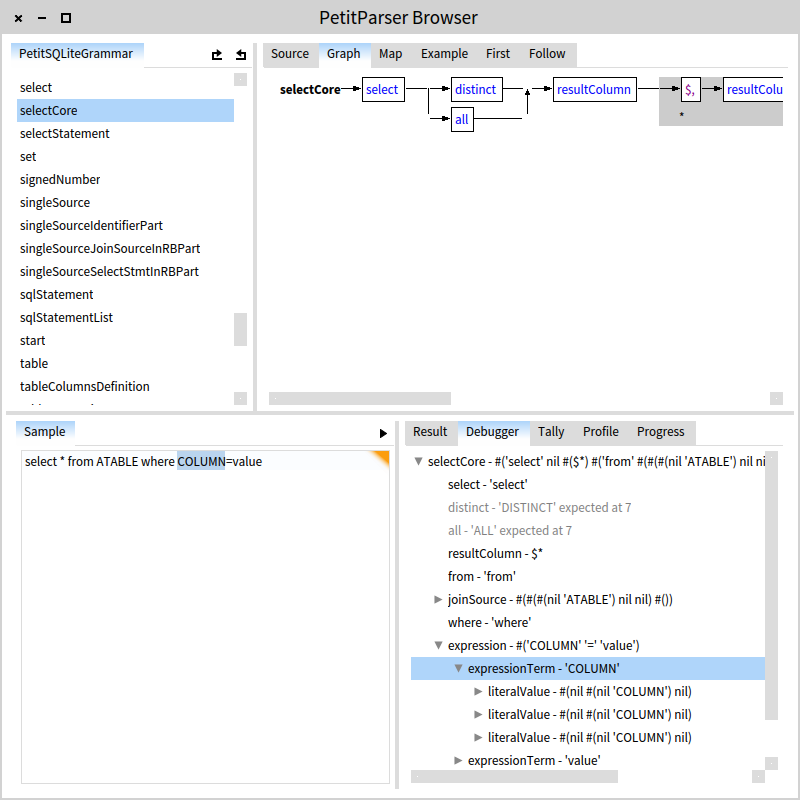 PetitParser Browser
PetitSQLiteGrammar
select
selectCore
selectStatement
set
signedNumber
singleSource
singleSourceIdentifierPart
singleSourceJoinSourceInRBPart
singleSourceSelectStmtInRBPart
sqlStatement
sqlStatementList
start
table
tableColumnsDefinition
Source Graph Map Example First Follow
selectCore select distinct resultColumn $, resultColu
all *
Sample
select * from ATABLE where COLUMN=value
Result Debugger Tally Profile Progress
selectCore - #('select' nil #($*) #('from' #(#(#(nil 'ATABLE') nil ni
select - 'select'
distinct - 'DISTINCT' expected at 7
all - 'ALL' expected at 7
resultColumn - $*
from - 'from'
joinSource - #(#(#(nil 'ATABLE') nil nil) #())
where - 'where'
expression - #('COLUMN' '=' 'value')
expressionTerm - 'COLUMN'
literalValue - #(nil #(nil 'COLUMN') nil)
literalValue - #(nil #(nil 'COLUMN') nil)
literalValue - #(nil #(nil 'COLUMN') nil)
expressionTerm - 'value'